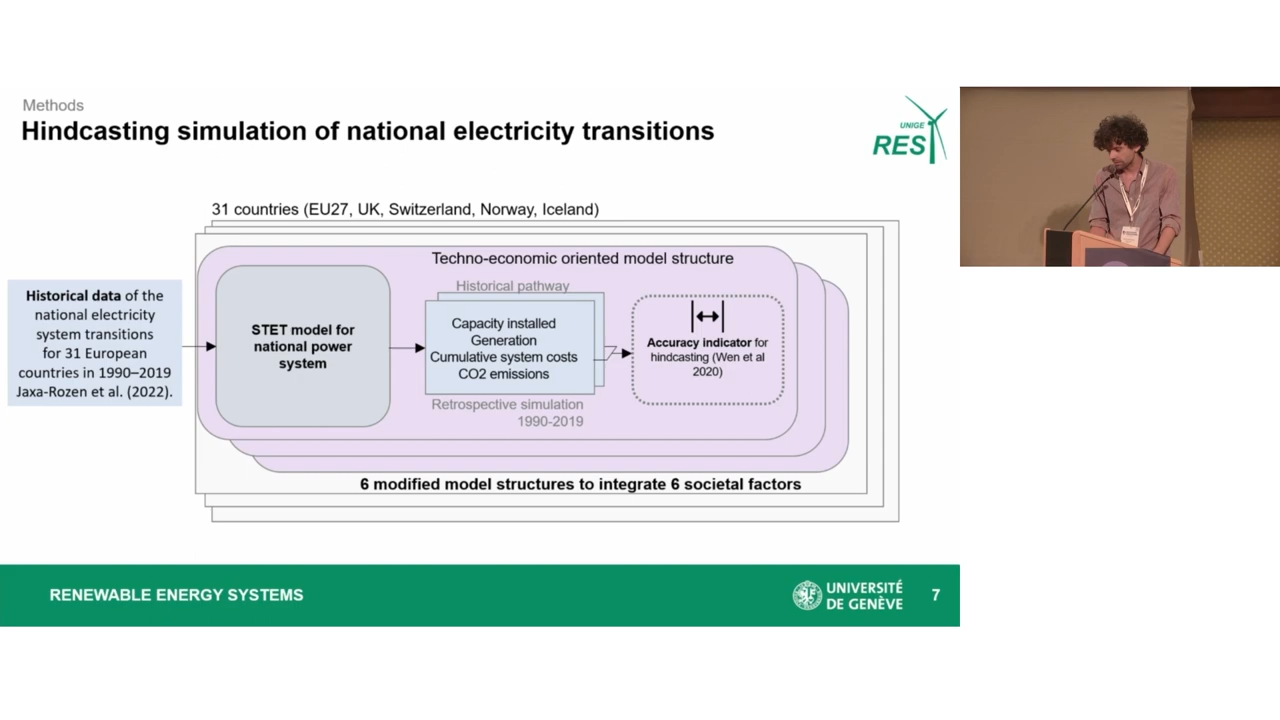 Methods
Hindcasting simulation of national electricity transitions
UNIGE
RES
31 countries (EU27, UK, Switzerland, Norway, Iceland)
Techno-economic oriented model structure
Historical data of the
national electricity
system transitions
for 31 European
countries in 1990–2019
Jaxa-Rozen et al. (2022).
STET model for
national power
system
Historical pathway
Capacity installed
Generation
Cumulative system costs
CO2 emissions
Retrospective simulation
1990-2019
Accuracy indicator for
hindcasting (Wen et al
2020)
6 modified model structures to integrate 6 societal factors
RENEWABLE ENERGY SYSTEMS
UNIVERSITÉ
DE GENÈVE
7